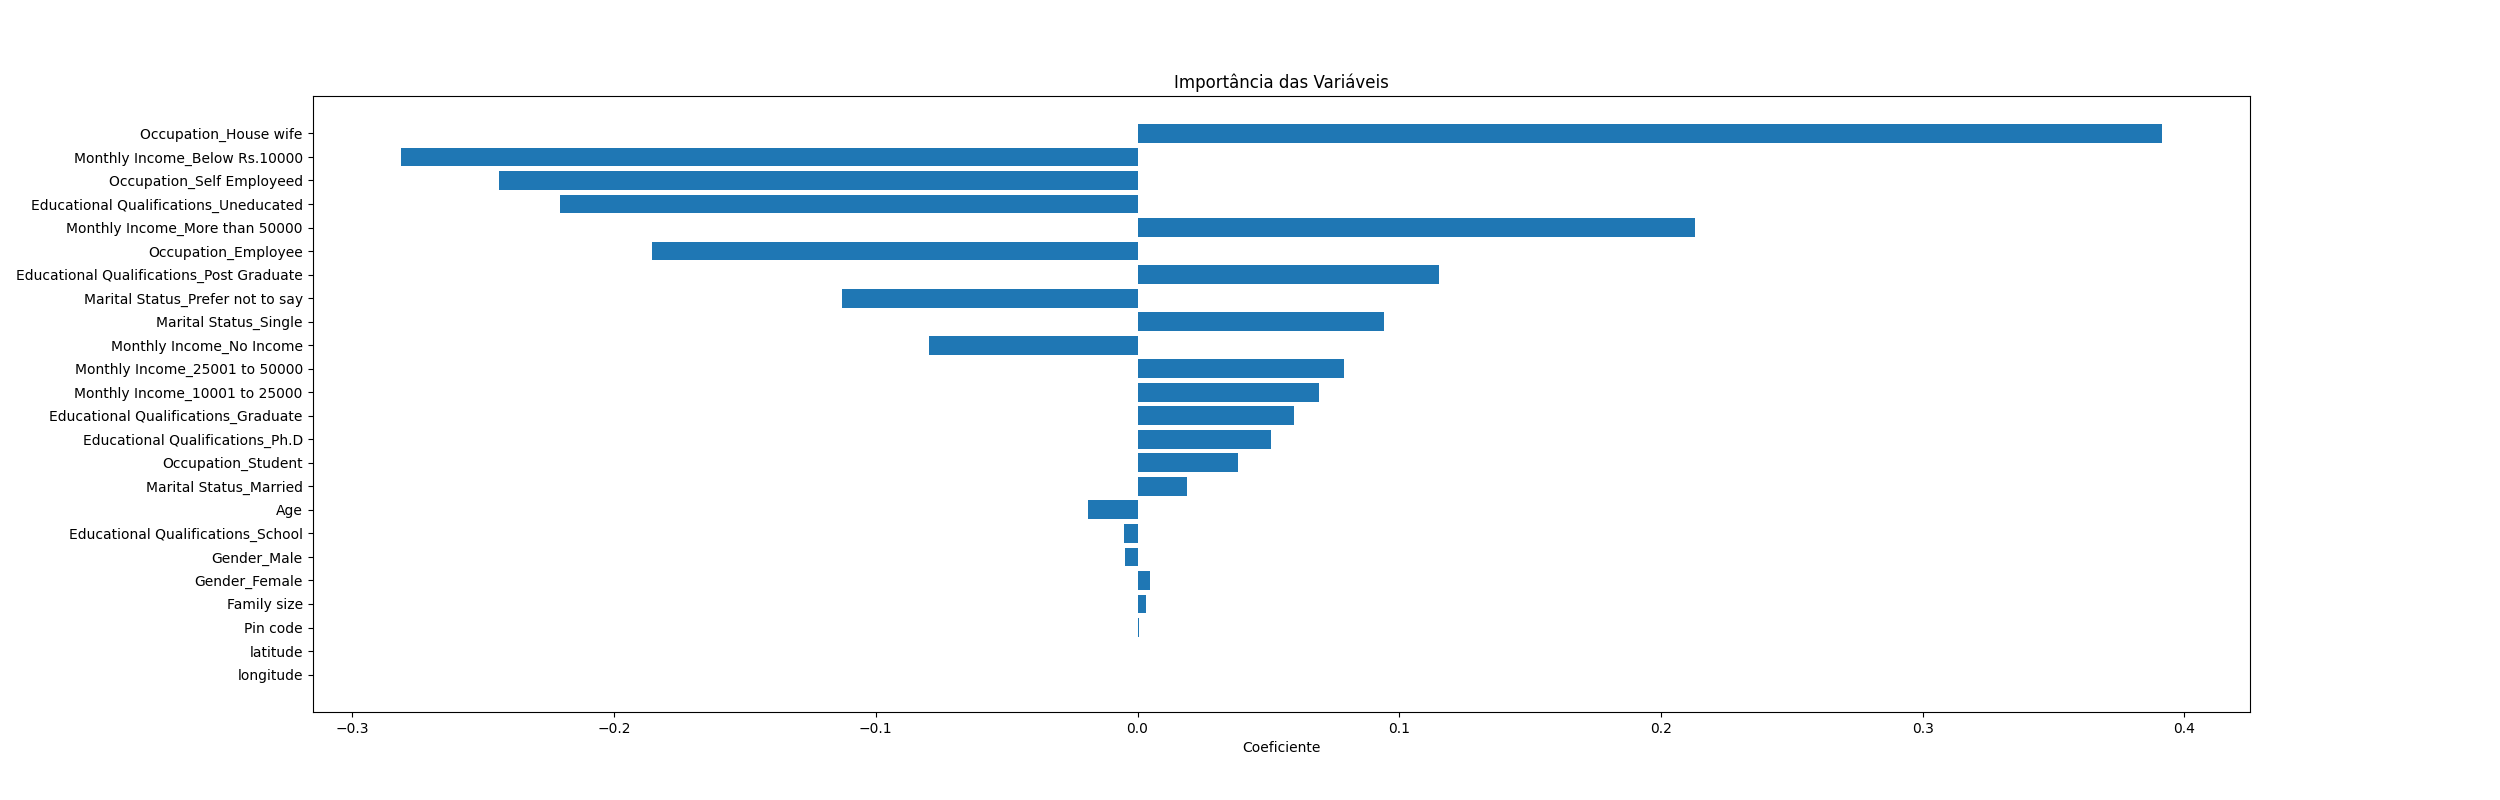 Importância das Variáveis
Occupation_House wife
Monthly Income_Below Rs.10000
Occupation_Self Employeed
Educational Qualifications_Uneducated
Monthly Income_More than 50000
Occupation_Employee
Educational Qualifications_Post Graduate
Marital Status_Prefer not to say
Marital Status_Single
Monthly Income_No Income
Monthly Income_25001 to 50000
Monthly Income_10001 to 25000
Educational Qualifications_Graduate
Educational Qualifications_Ph.D
Occupation_Student
Marital Status_Married
Age
Educational Qualifications_School
Gender_Male
Gender_Female
Family size
Pin code
latitude
longitude
−0.3 −0.2 −0.1 0.0 0.1 0.2 0.3 0.4
Coeficiente